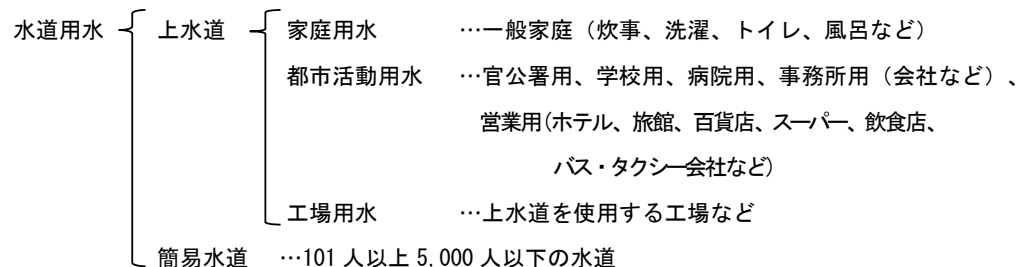 水道用水 上水道 家庭用水 …一般家庭（炊事、洗濯、トイレ、風呂など）
都市活動用水 …官公署用、学校用、病院用、事務所用（会社など）、
営業用(ホテル、旅館、百貨店、スーパー、飲食店、
バス・タクシー会社など)
工場用水 …上水道を使用する工場など
簡易水道 …101 人以上 5,000 人以下の水道